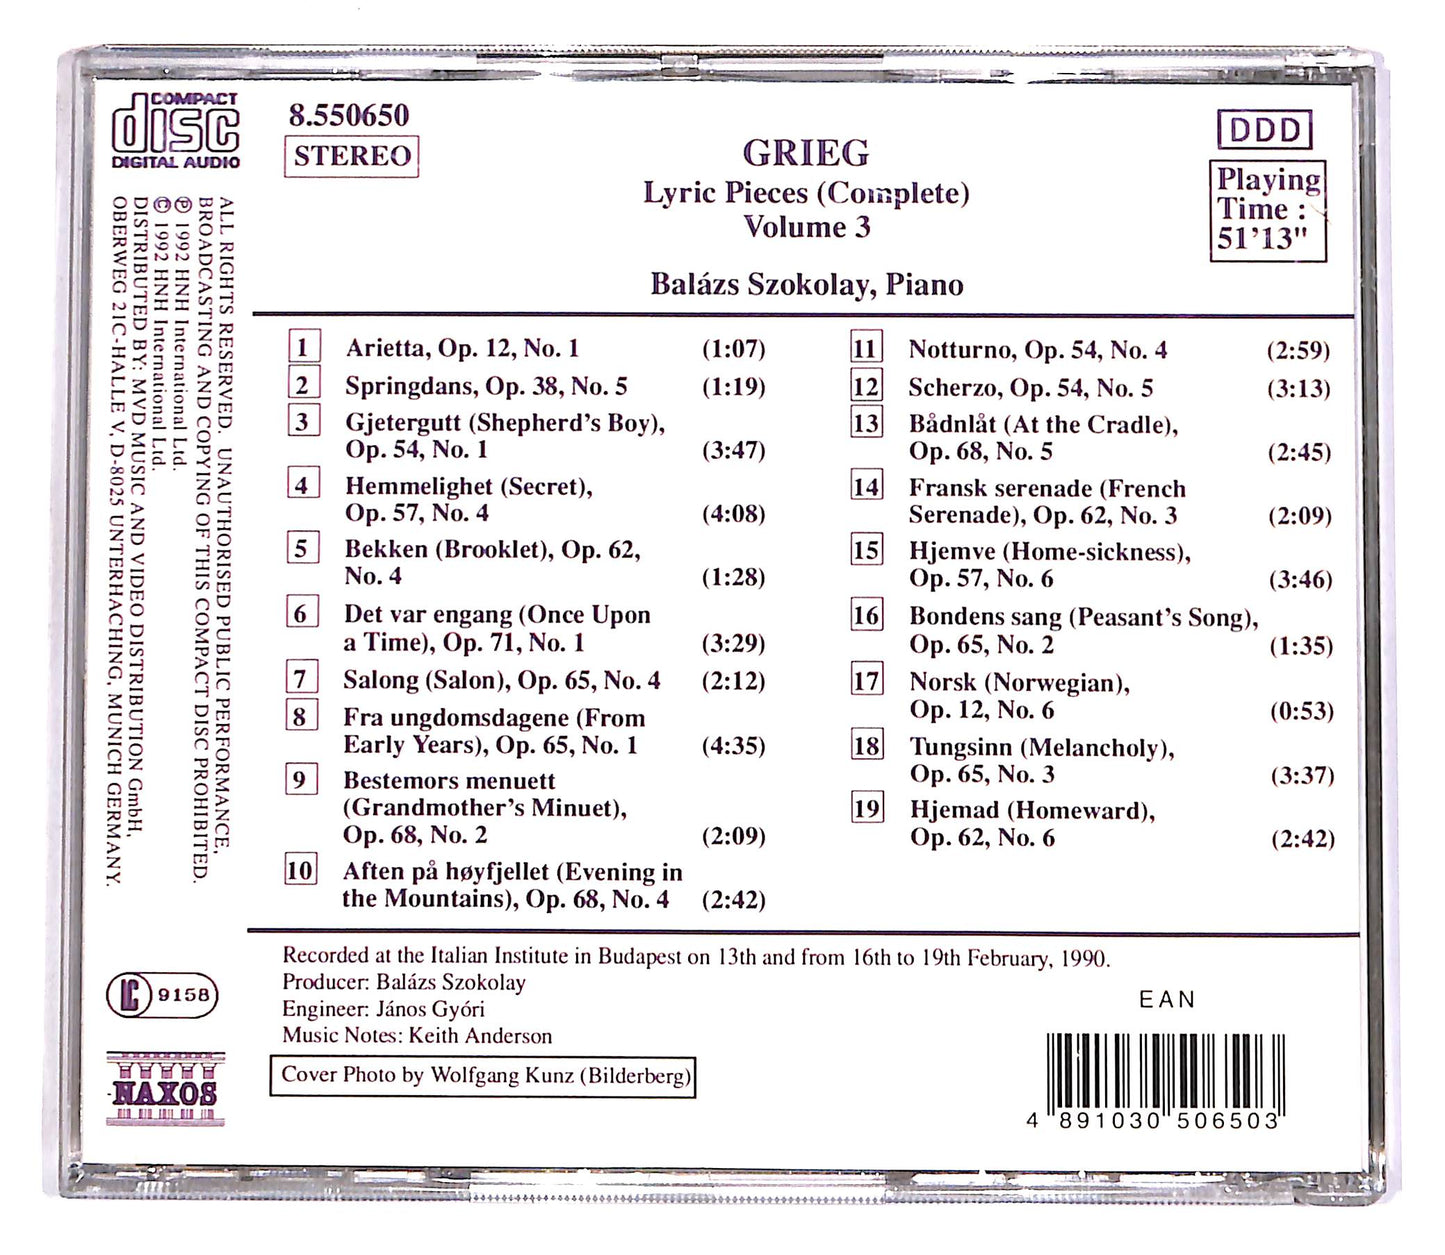 COMPACT
disc
DIGITAL AUDIO
8.550650
STEREO
GRIEG
Lyric Pieces (Complete)
Volume 3
Balázs Szokolay, Piano
DDD
Playing
Time :
51'13"
1 Arietta, Op. 12, No. 1 (1:07)
2 Springdans, Op. 38, No. 5 (1:19)
3 Gjetergutt (Shepherd's Boy),
Op. 54, No. 1 (3:47)
4 Hemmelighet (Secret),
Op. 57, No. 4 (4:08)
5 Bekken (Brooklet), Op. 62,
No. 4 (1:28)
6 Det var engang (Once Upon
a Time), Op. 71, No. 1 (3:29)
7 Salong (Salon), Op. 65, No. 4 (2:12)
8 Fra ungdomsdagene (From
Early Years), Op. 65, No. 1 (4:35)
9 Bestemors menuett
(Grandmother's Minuet),
Op. 68, No. 2 (2:09)
10 Aften på høyfjellet (Evening in
the Mountains), Op. 68, No. 4 (2:42)
11 Notturno, Op. 54, No. 4 (2:59)
12 Scherzo, Op. 54, No. 5 (3:13)
13 Bådnlåt (At the Cradle),
Op. 68, No. 5 (2:45)
14 Fransk serenade (French
Serenade), Op. 62, No. 3 (2:09)
15 Hjemve (Home-sickness),
Op. 57, No. 6 (3:46)
16 Bondens sang (Peasant's Song),
Op. 65, No. 2 (1:35)
17 Norsk (Norwegian),
Op. 12, No. 6 (0:53)
18 Tungsinn (Melancholy),
Op. 65, No. 3 (3:37)
19 Hjemad (Homeward),
Op. 62, No. 6 (2:42)
Recorded at the Italian Institute in Budapest on 13th and from 16th to 19th February, 1990.
Producer: Balázs Szokolay
Engineer: János Győri
Music Notes: Keith Anderson
Cover Photo by Wolfgang Kunz (Bilderberg)
EAN
4 891030 506503
ALL RIGHTS RESERVED. UNAUTHORISED PUBLIC PERFORMANCE,
BROADCASTING AND COPYING OF THIS COMPACT DISC PROHIBITED.
℗ 1992 HNH International Ltd.
© 1992 HNH International Ltd.
DISTRIBUTED BY: MVD MUSIC AND VIDEO DISTRIBUTION GmbH,
OBERWEG 21C-HALLE V, D-8025 UNTERHACHING, MUNICH GERMANY.
LC 9158
NAXOS